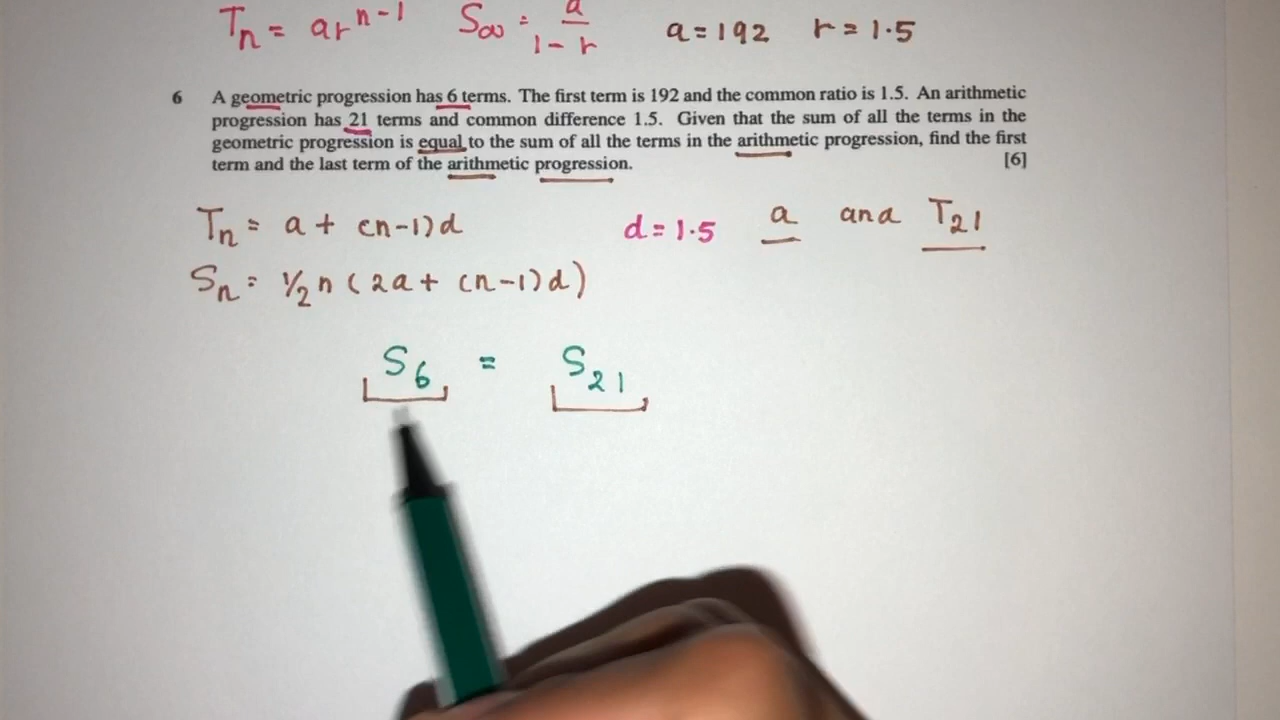 Tn = ar^n-1 S∞ = a/1-r a=192 r=1.5
6 A geometric progression has 6 terms. The first term is 192 and the common ratio is 1.5. An arithmetic
progression has 21 terms and common difference 1.5. Given that the sum of all the terms in the
geometric progression is equal to the sum of all the terms in the arithmetic progression, find the first
term and the last term of the arithmetic progression. [6]
Tn = a + (n-1)d d=1.5 a and T21
Sn = 1/2 n (2a + (n-1)d)
S6 = S21